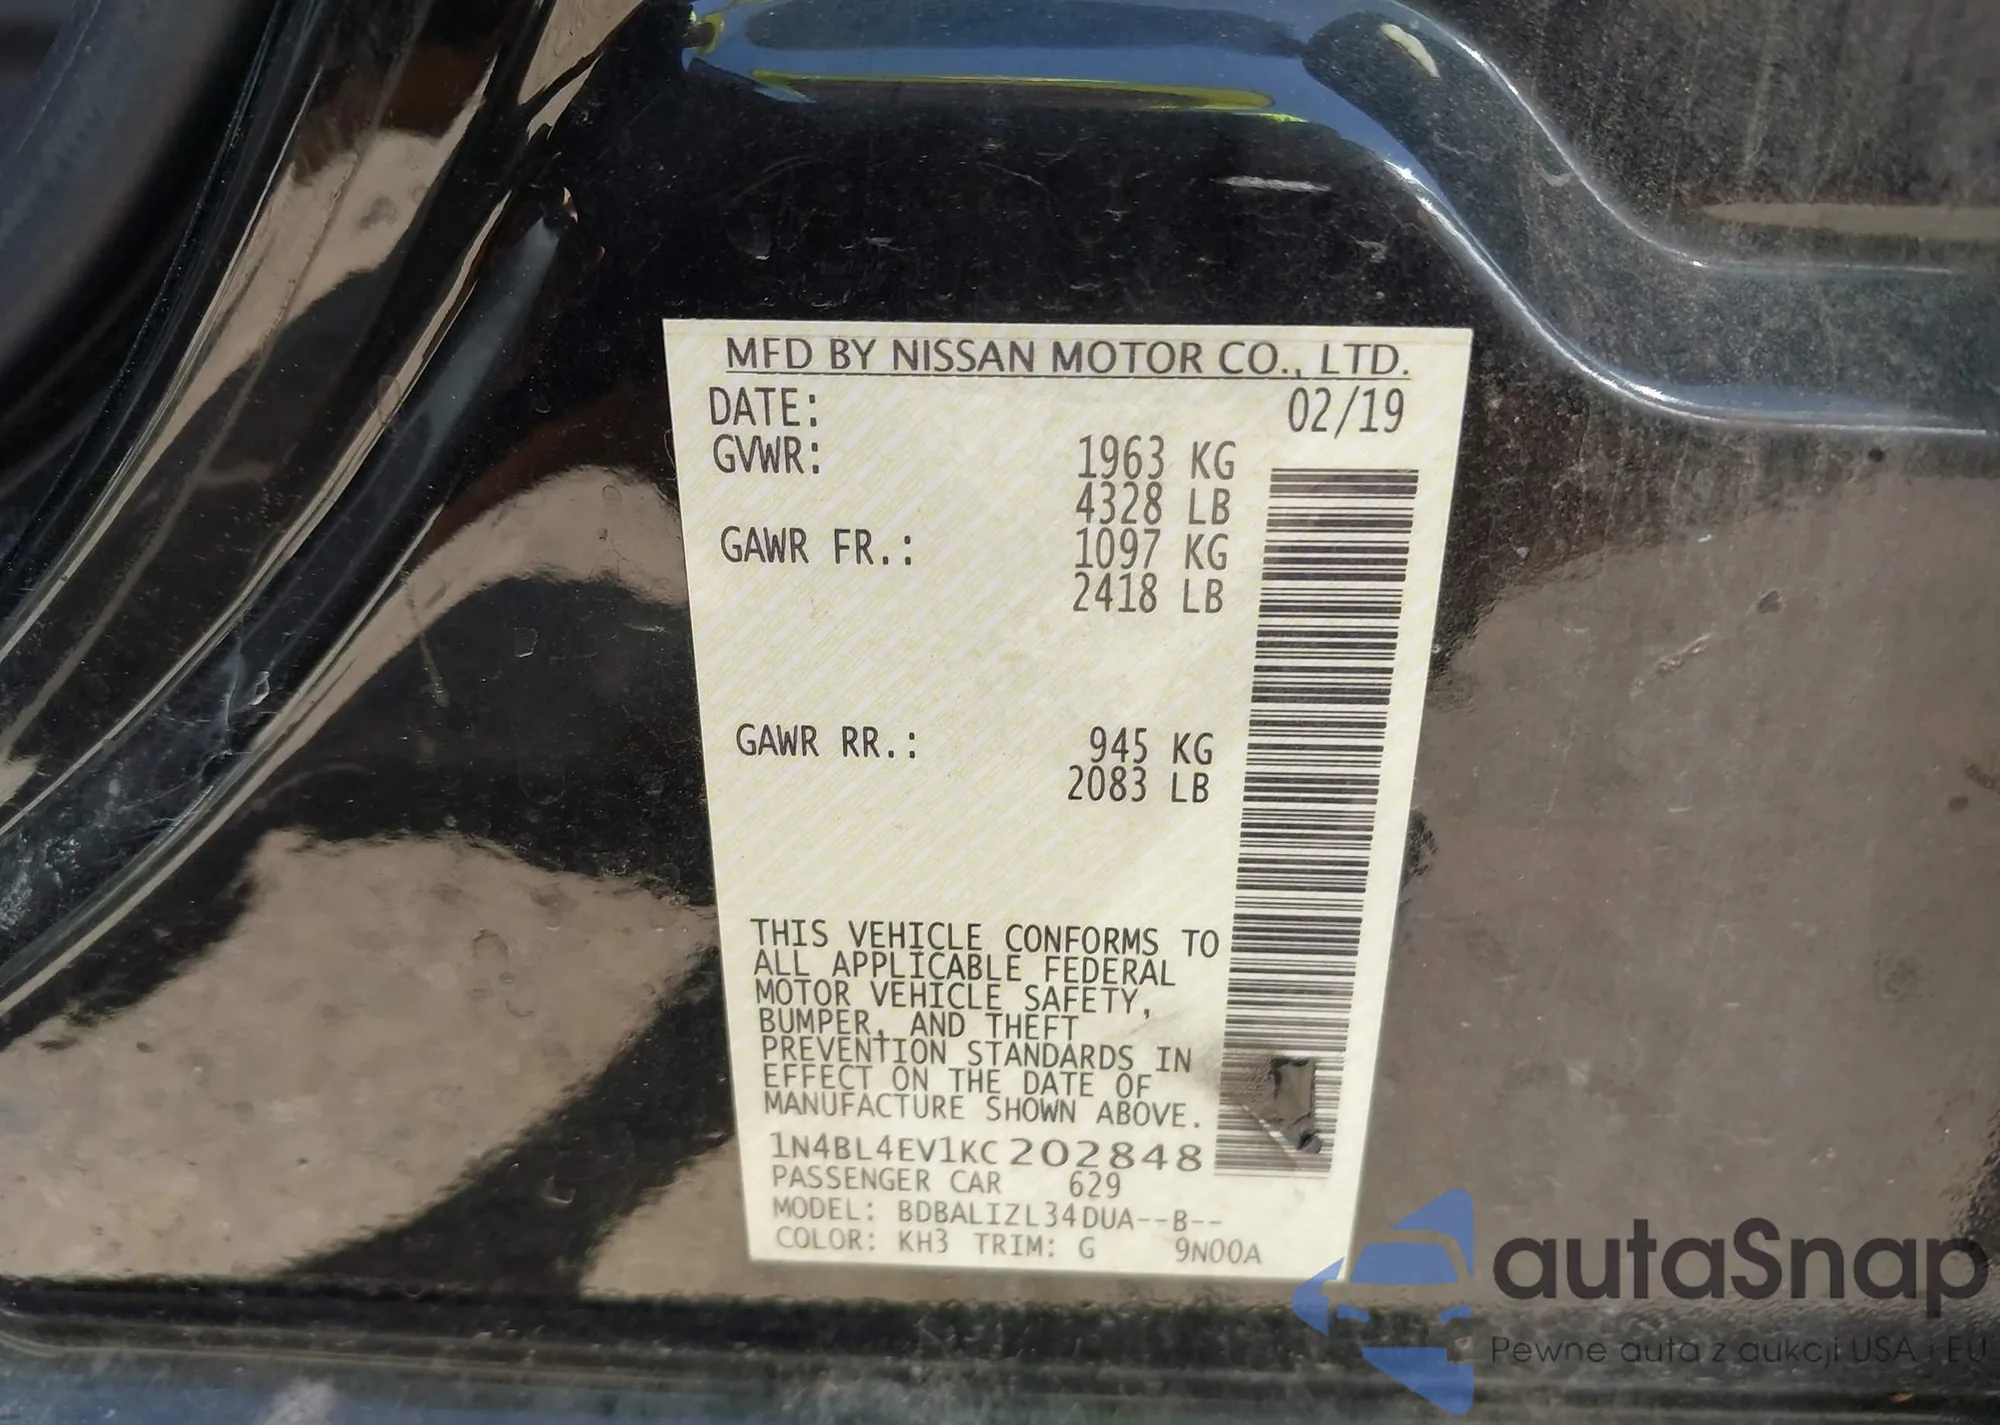 MFD BY NISSAN MOTOR CO., LTD.
DATE: 02/19
GVWR: 1963 KG
4328 LB
GAWR FR.: 1097 KG
2418 LB
GAWR RR.: 945 KG
2083 LB
THIS VEHICLE CONFORMS TO
ALL APPLICABLE FEDERAL
MOTOR VEHICLE SAFETY,
BUMPER, AND THEFT
PREVENTION STANDARDS IN
EFFECT ON THE DATE OF
MANUFACTURE SHOWN ABOVE.
1N4BL4EV1KC202848
PASSENGER CAR 629
MODEL: BDBALIZL34DUA--B--
COLOR: KH3 TRIM: G 9N00A
autoSnap
Pewne auta z aukcji USA i EU